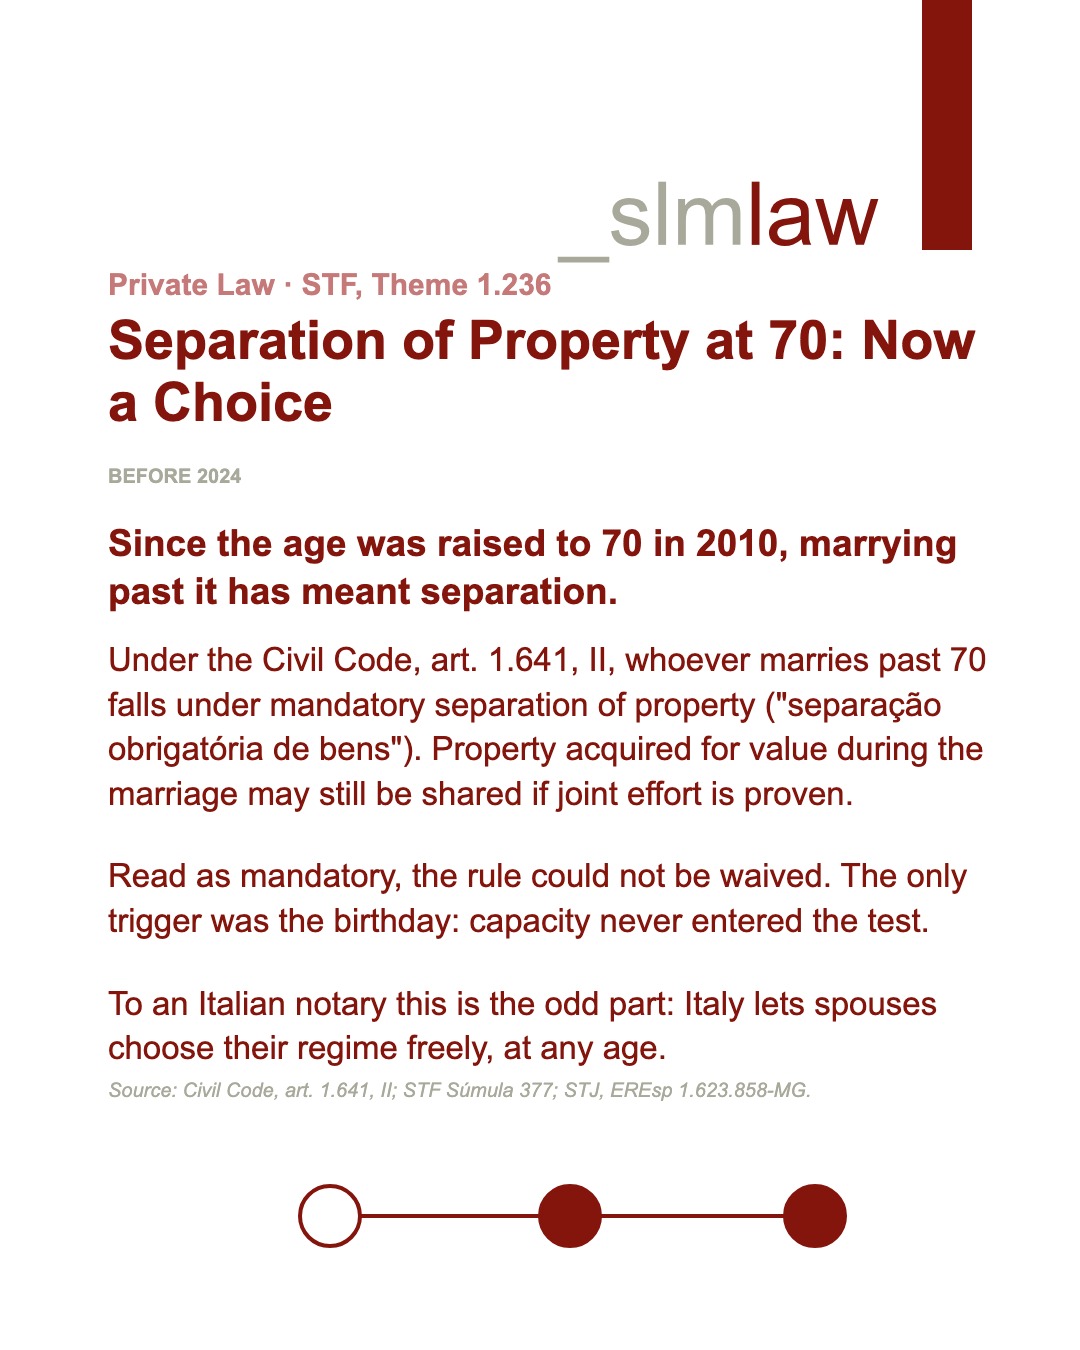 _slmlaw
Private Law · STF, Theme 1.236
Separation of Property at 70: Now
a Choice
BEFORE 2024
Since the age was raised to 70 in 2010, marrying
past it has meant separation.
Under the Civil Code, art. 1.641, II, whoever marries past 70
falls under mandatory separation of property ("separação
obrigatória de bens"). Property acquired for value during the
marriage may still be shared if joint effort is proven.
Read as mandatory, the rule could not be waived. The only
trigger was the birthday: capacity never entered the test.
To an Italian notary this is the odd part: Italy lets spouses
choose their regime freely, at any age.
Source: Civil Code, art. 1.641, II; STF Súmula 377; STJ, EREsp 1.623.858-MG.